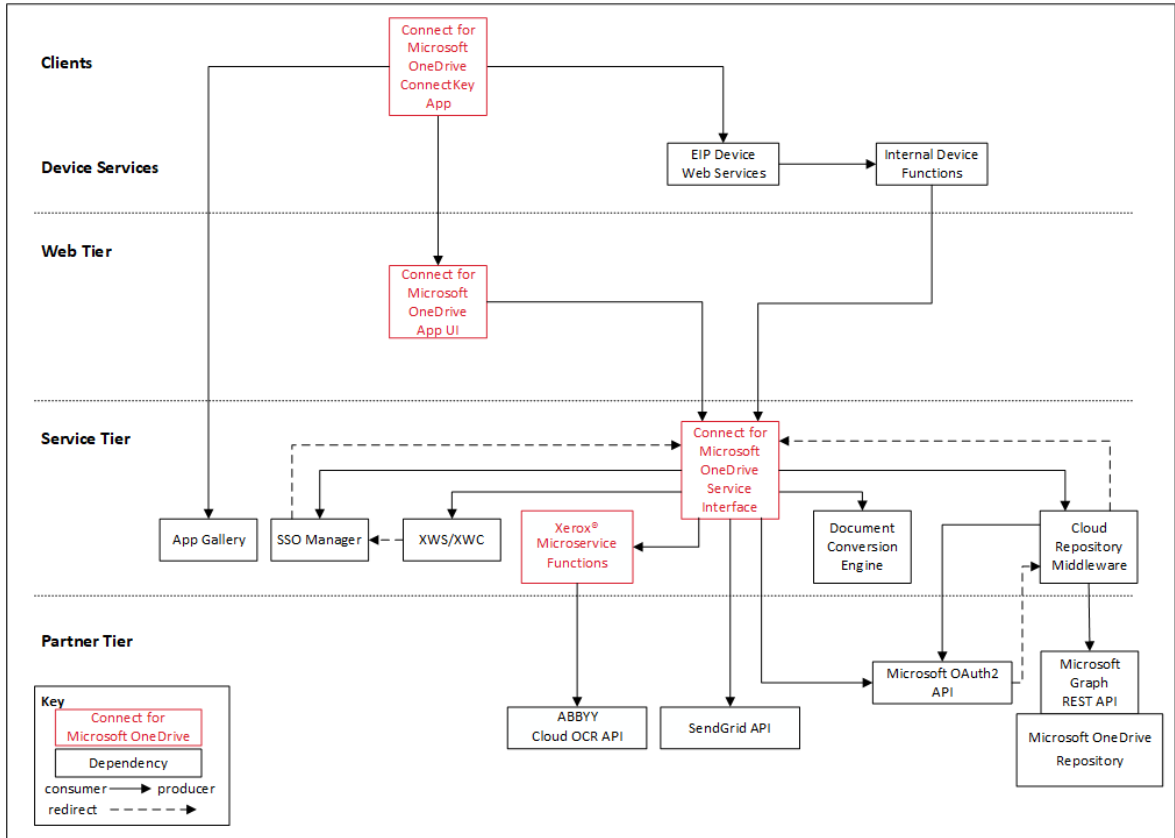 Clients
Connect for
Microsoft
OneDrive
ConnectKey
App
Device Services
EIP Device
Web Services
Internal Device
Functions
Web Tier
Connect for
Microsoft
OneDrive
App UI
Service Tier
Connect for
Microsoft
OneDrive
Service
Interface
App Gallery
SSO Manager
XWS/XWC
Xerox®
Microservice
Functions
Document
Conversion
Engine
Cloud
Repository
Middleware
Partner Tier
Microsoft OAuth2
API
Microsoft
Graph
REST API
ABBYY
Cloud OCR API
SendGrid API
Microsoft OneDrive
Repository
Key
Connect for
Microsoft OneDrive
Dependency
consumer producer
redirect